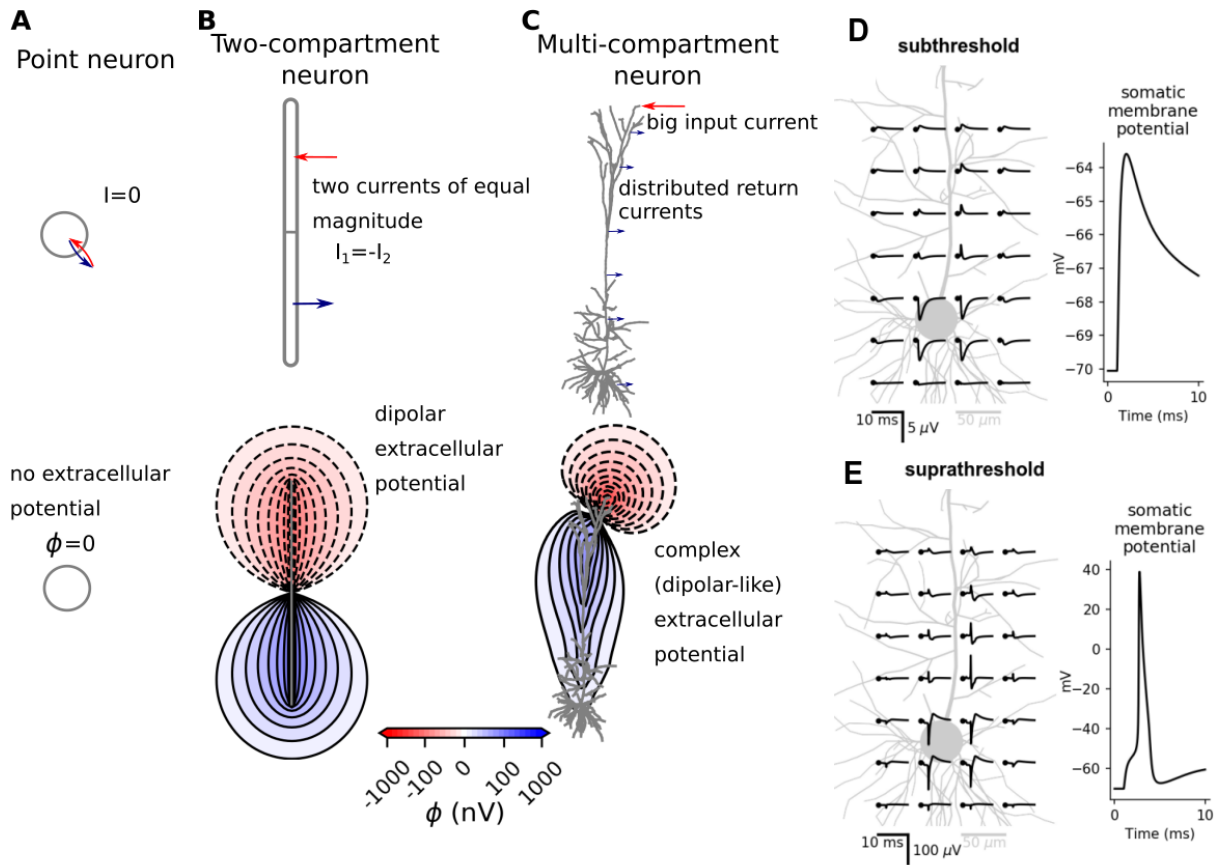 A
Point neuron
I=0
no extracellular
potential
ϕ=0
B
Two-compartment
neuron
two currents of equal
magnitude
I₁=-I₂
dipolar
extracellular
potential
C
Multi-compartment
neuron
big input current
distributed return
currents
complex
(dipolar-like)
extracellular
potential
-1000
-100
0
100
1000
ϕ (nV)
D
subthreshold
10 ms
5 μV
50 μm
somatic
membrane
potential
mV
−64
−65
−66
−67
−68
−69
−70
0
10
Time (ms)
E
suprathreshold
10 ms
100 μV
50 μm
somatic
membrane
potential
mV
40
20
0
−20
−40
−60
0
10
Time (ms)